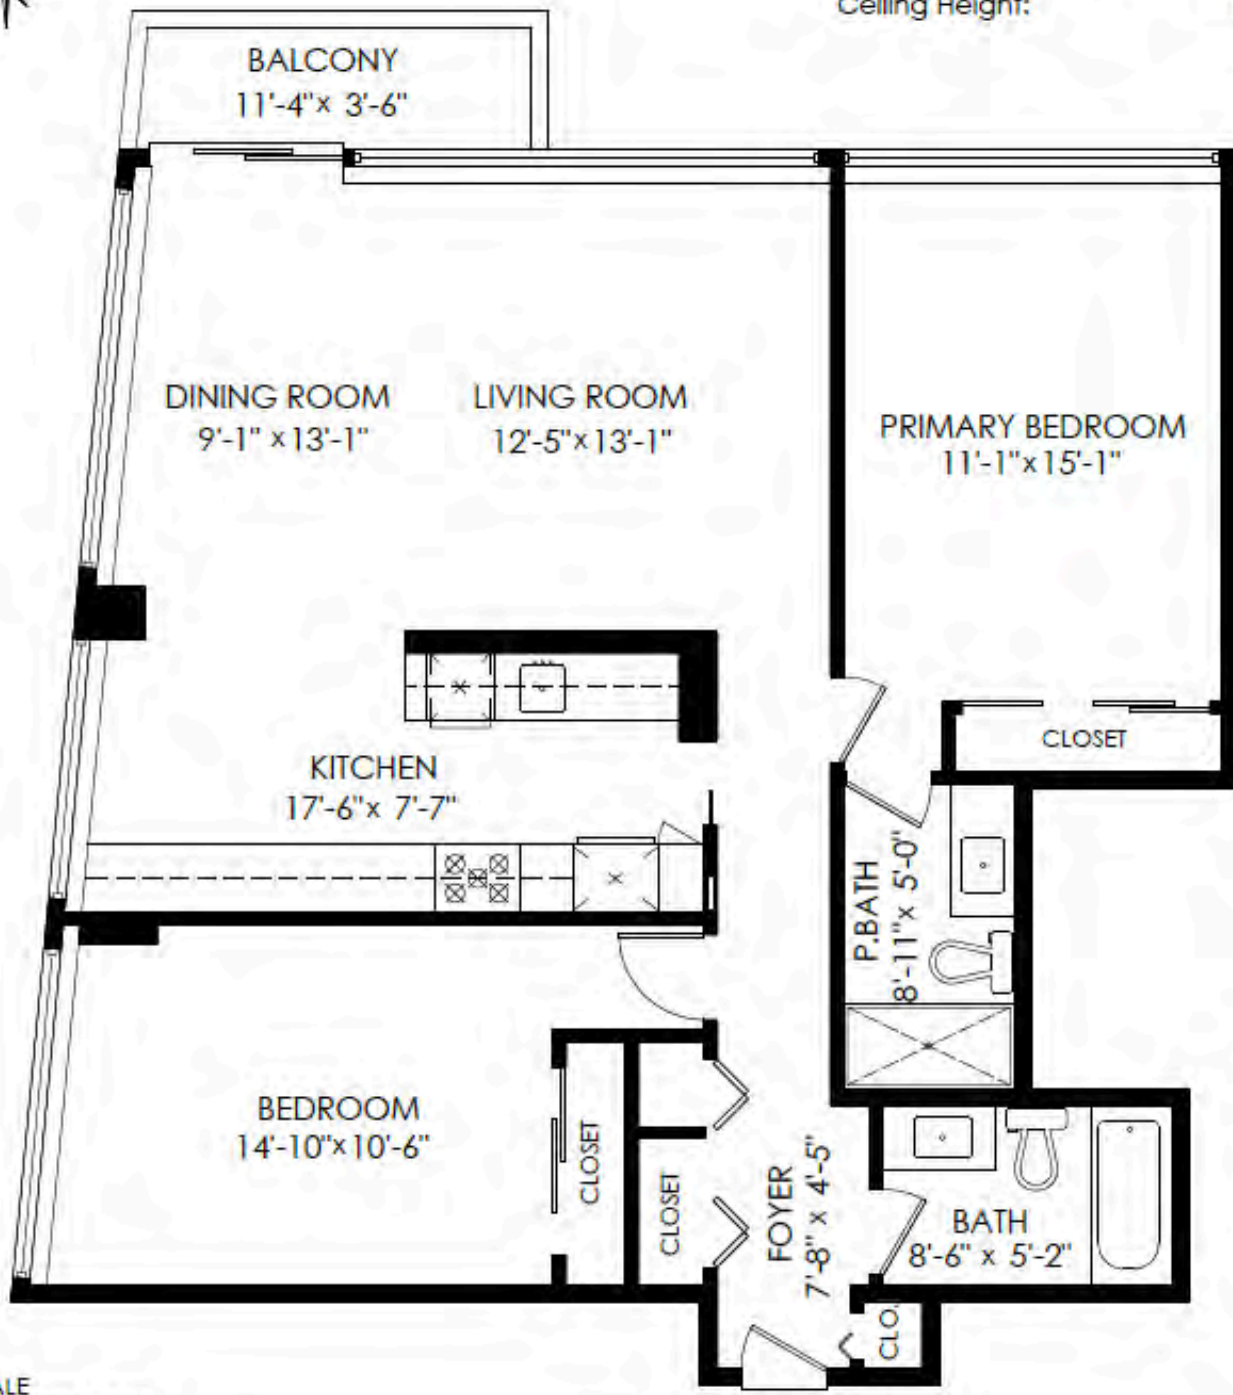 Ceiling Height:
BALCONY
11'-4"x 3'-6"
DINING ROOM
9'-1" x 13'-1"
LIVING ROOM
12'-5"x 13'-1"
PRIMARY BEDROOM
11'-1"x 15'-1"
CLOSET
KITCHEN
17'-6"x 7'-7"
P.BATH
8'-11"x 5'-0"
BEDROOM
14'-10"x10'-6"
CLOSET
CLOSET
FOYER
7'-8" x 4'-5"
BATH
8'-6" x 5'-2"
CLO.